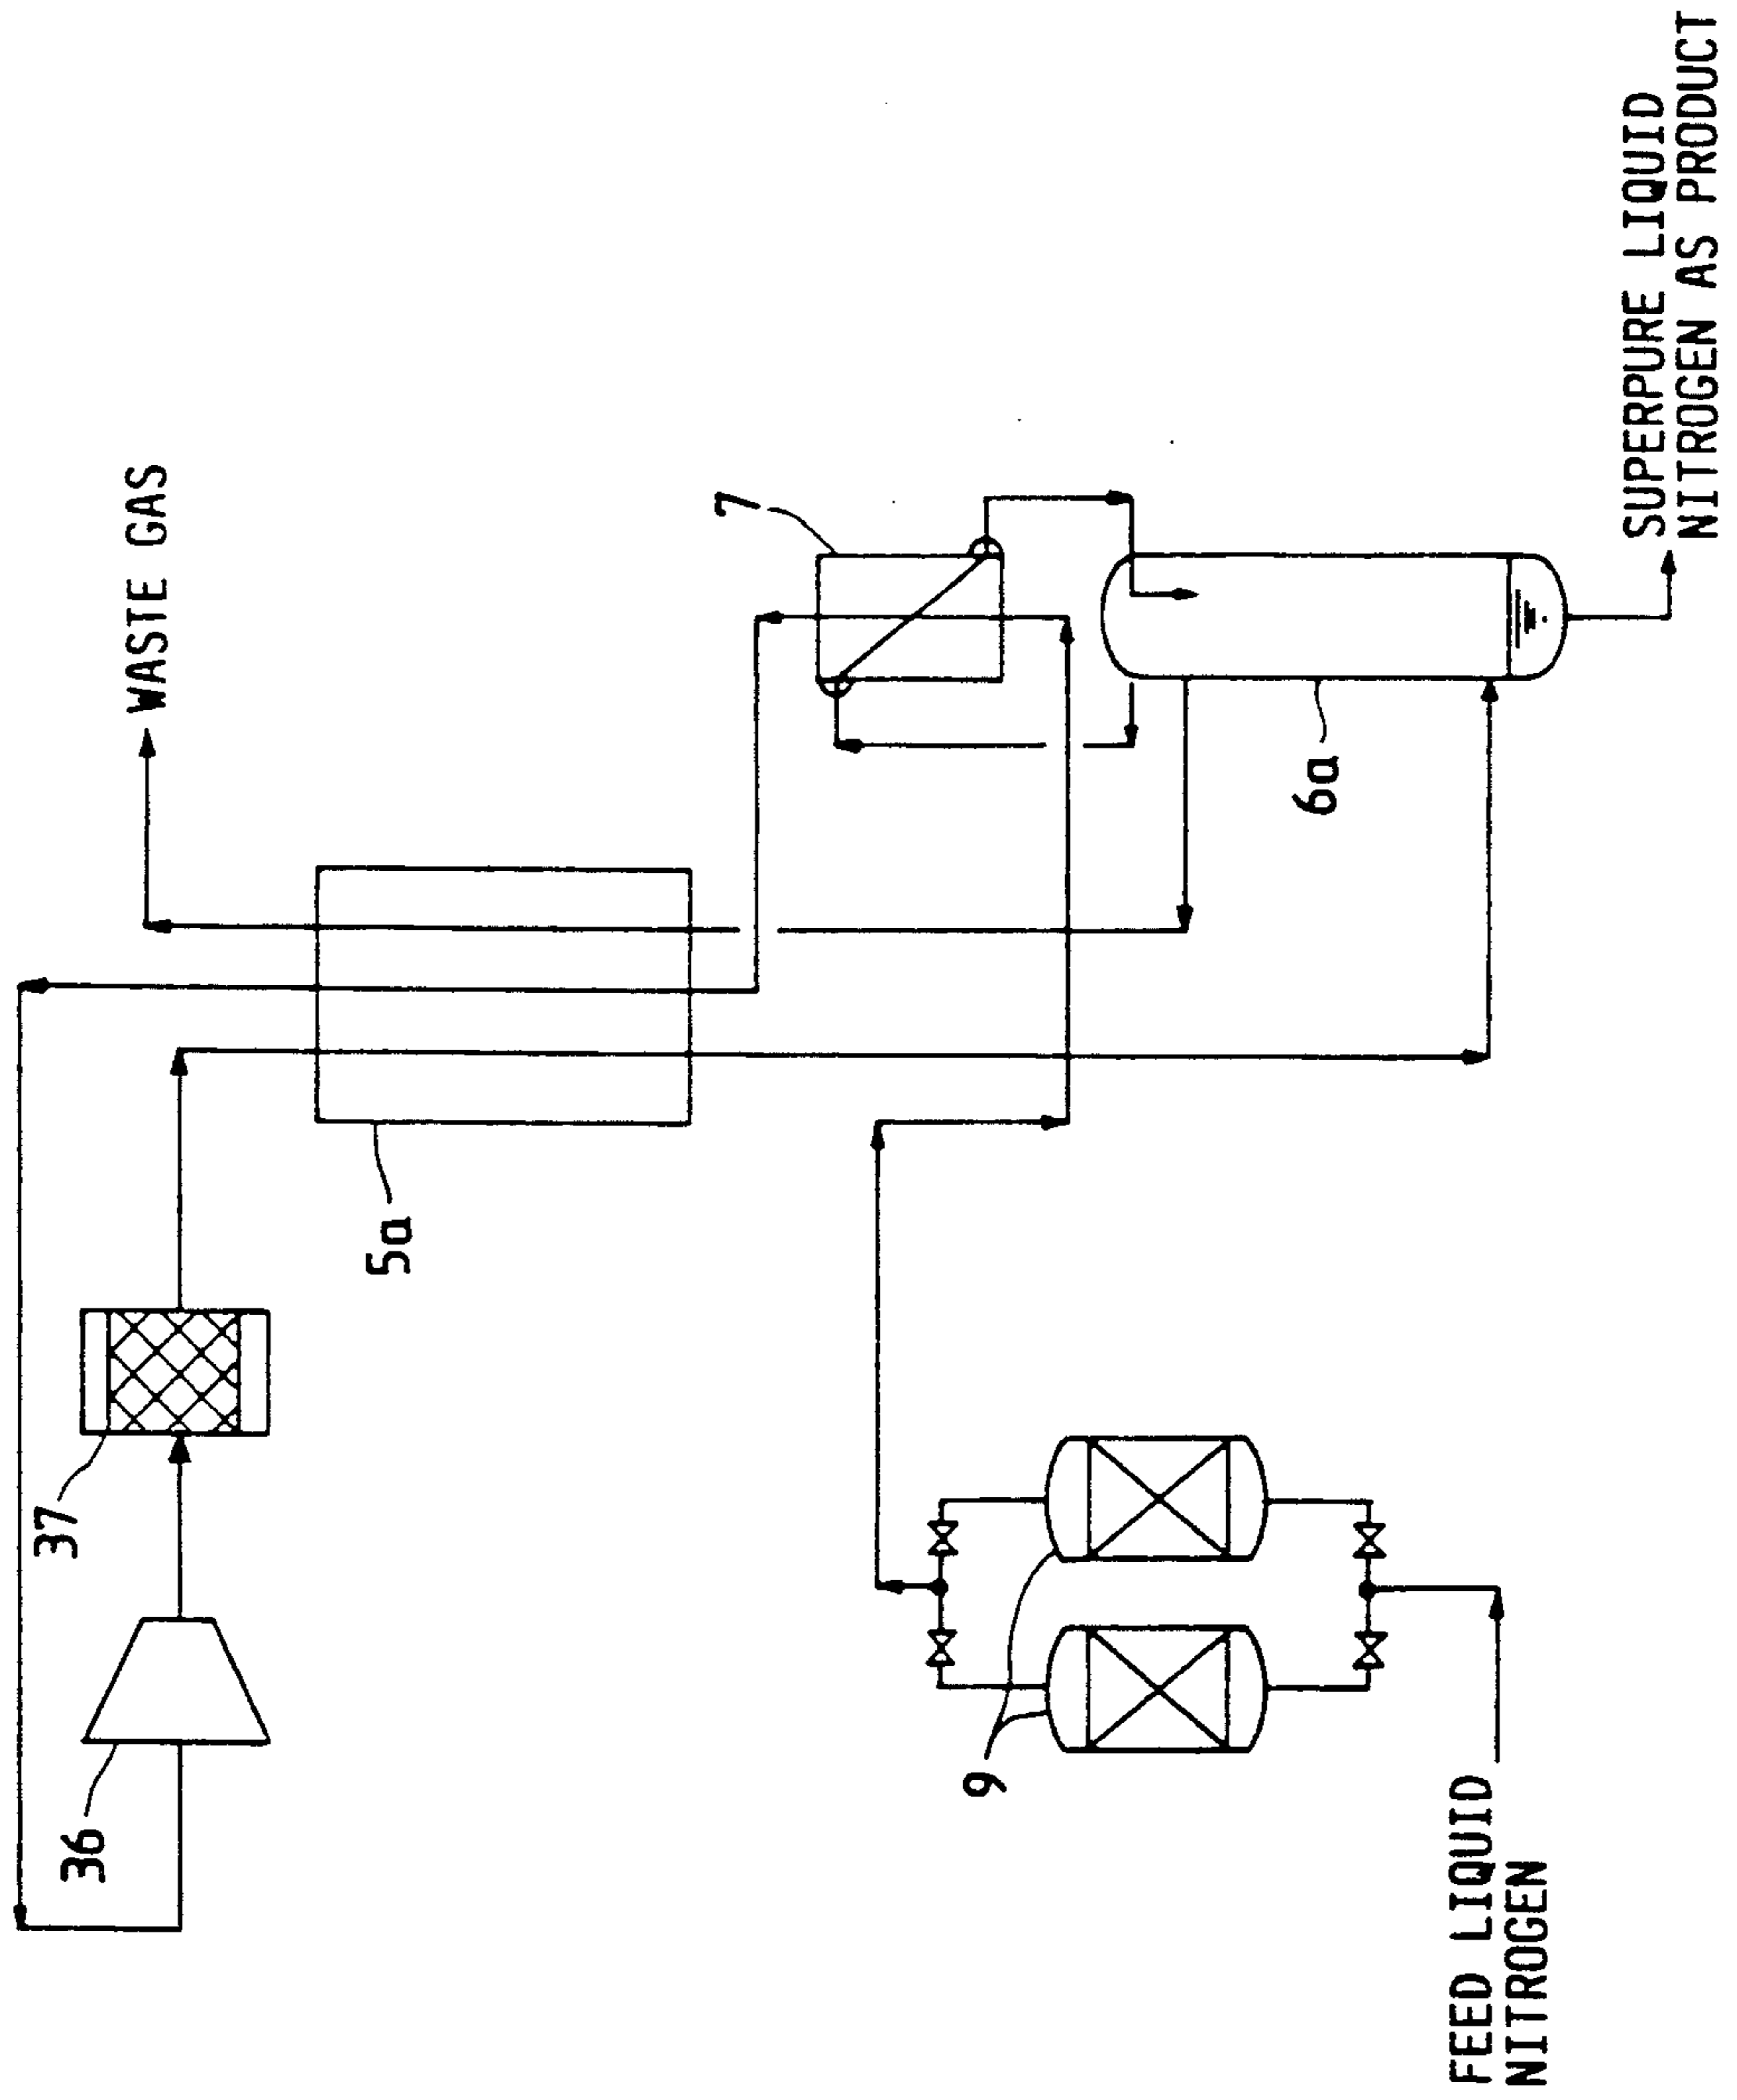 WASTE GAS
7
SUPERPURE LIQUID
NITROGEN AS PRODUCT
6a
5a
37
36
9
FEED LIQUID
NITROGEN